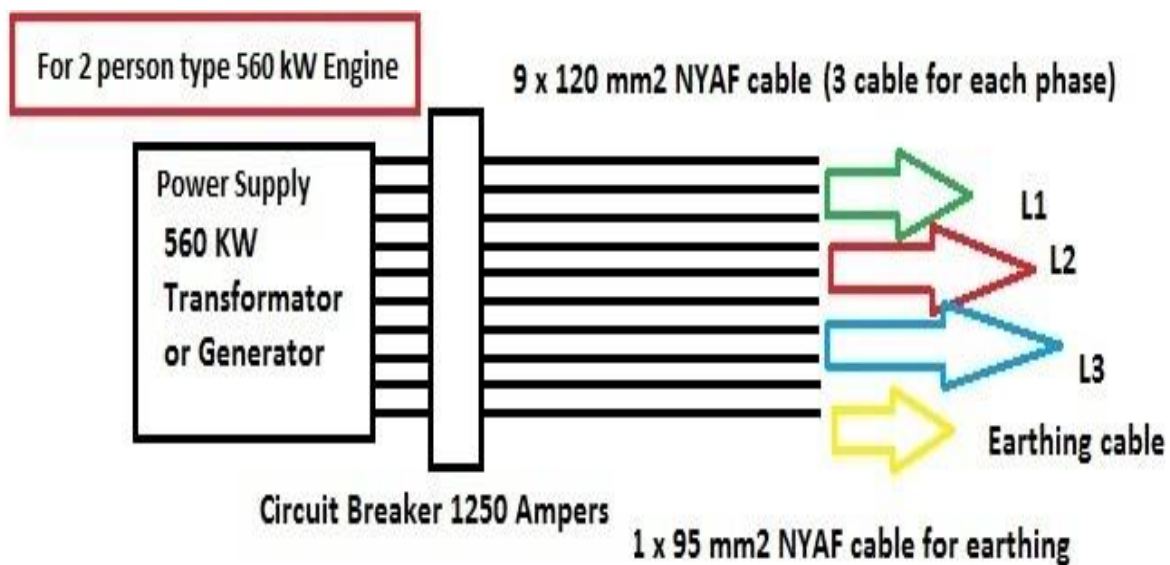 For 2 person type 560 kW Engine
9 x 120 mm2 NYAF cable (3 cable for each phase)
Power Supply
560 KW
Transformator
or Generator
L1
L2
L3
Earthing cable
Circuit Breaker 1250 Ampers
1 x 95 mm2 NYAF cable for earthing